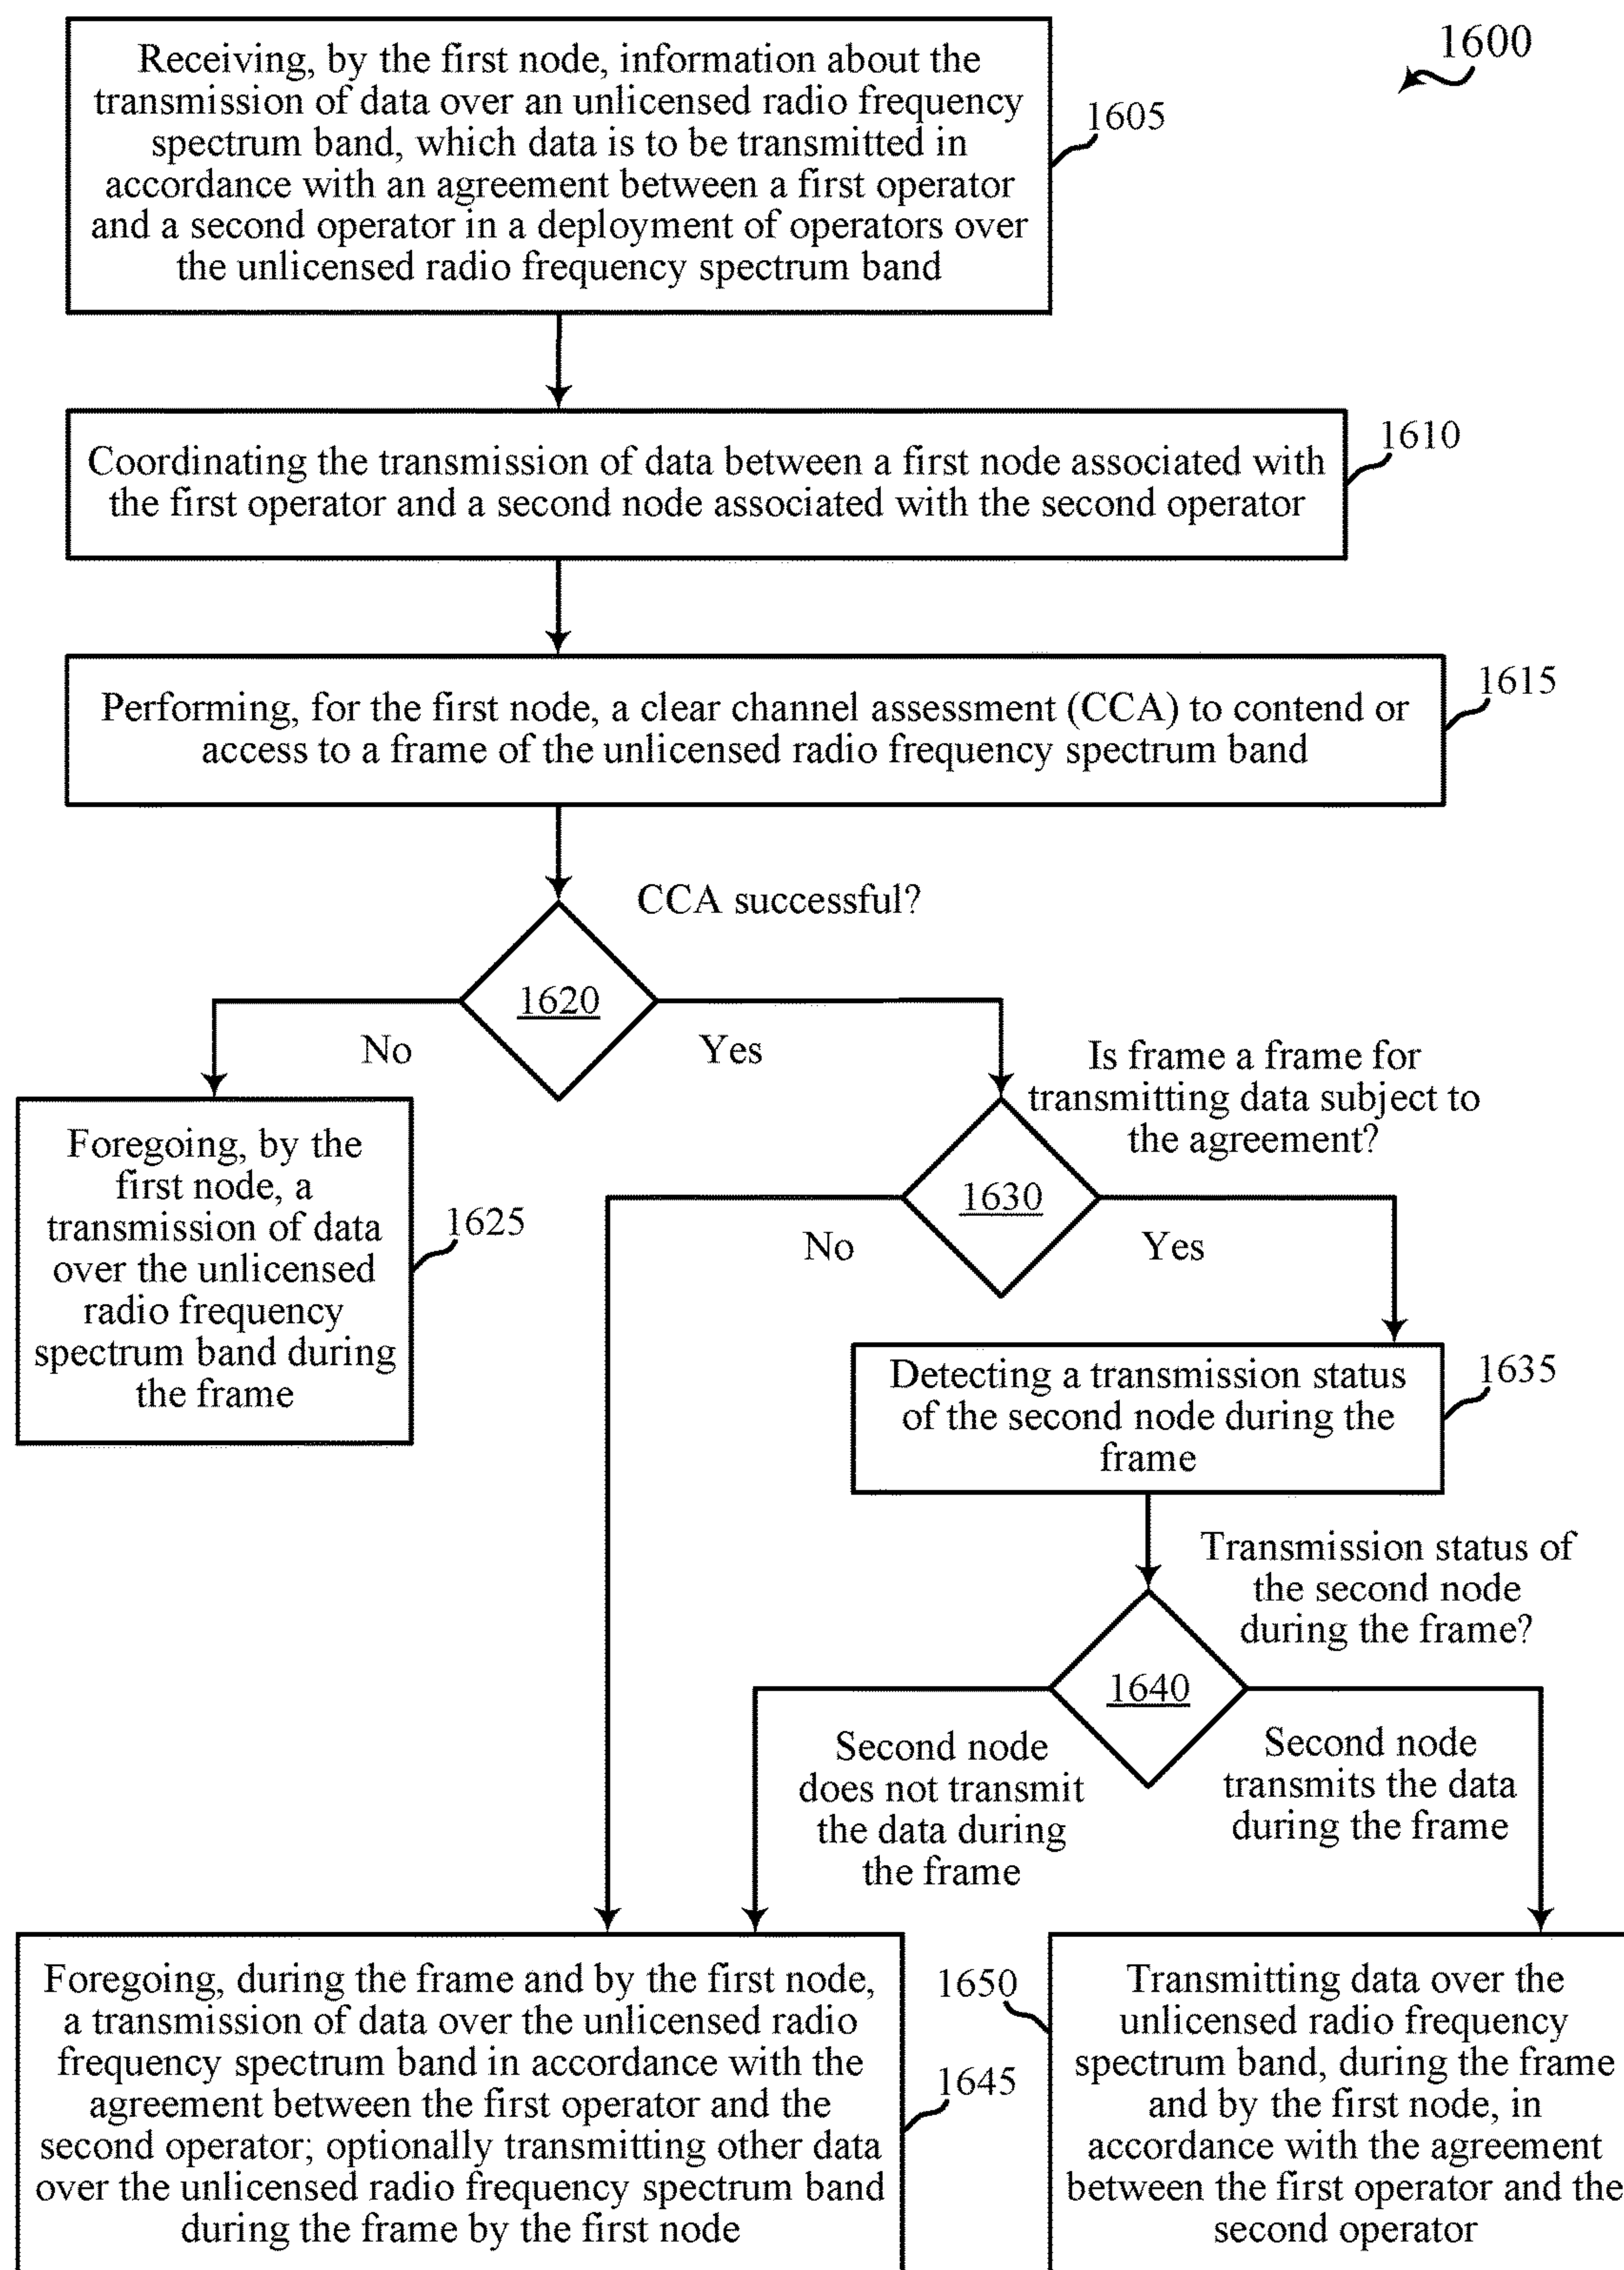 1600
Receiving, by the first node, information about the
transmission of data over an unlicensed radio frequency
spectrum band, which data is to be transmitted in
accordance with an agreement between a first operator
and a second operator in a deployment of operators over
the unlicensed radio frequency spectrum band
1605
Coordinating the transmission of data between a first node associated with
the first operator and a second node associated with the second operator
1610
Performing, for the first node, a clear channel assessment (CCA) to contend or
access to a frame of the unlicensed radio frequency spectrum band
1615
CCA successful?
1620
No
Yes
Foregoing, by the
first node, a
transmission of data
over the unlicensed
radio frequency
spectrum band during
the frame
1625
Is frame a frame for
transmitting data subject to
the agreement?
1630
No
Yes
Detecting a transmission status
of the second node during the
frame
1635
Transmission status of
the second node
during the frame?
1640
Second node
does not transmit
the data during
the frame
Second node
transmits the data
during the frame
Foregoing, during the frame and by the first node,
a transmission of data over the unlicensed radio
frequency spectrum band in accordance with the
agreement between the first operator and the
second operator; optionally transmitting other data
over the unlicensed radio frequency spectrum band
during the frame by the first node
1645
1650
Transmitting data over the
unlicensed radio frequency
spectrum band, during the frame
and by the first node, in
accordance with the agreement
between the first operator and the
second operator